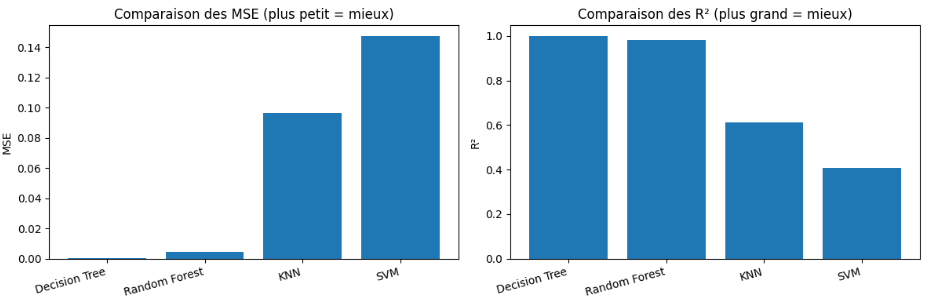 Comparaison des MSE (plus petit = mieux)
MSE
0.14
0.12
0.10
0.08
0.06
0.04
0.02
0.00
Decision Tree
Random Forest
KNN
SVM
Comparaison des R² (plus grand = mieux)
R²
1.0
0.8
0.6
0.4
0.2
0.0
Decision Tree
Random Forest
KNN
SVM